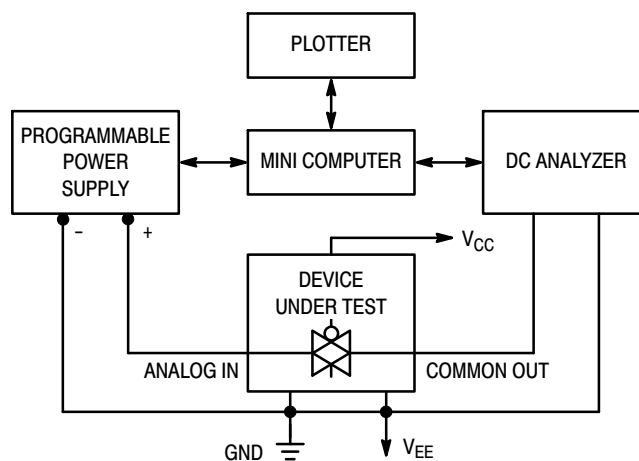 PLOTTER
PROGRAMMABLE
POWER
SUPPLY
MINI COMPUTER
DC ANALYZER
– +
VCC
DEVICE
UNDER TEST
ANALOG IN
COMMON OUT
GND
VEE